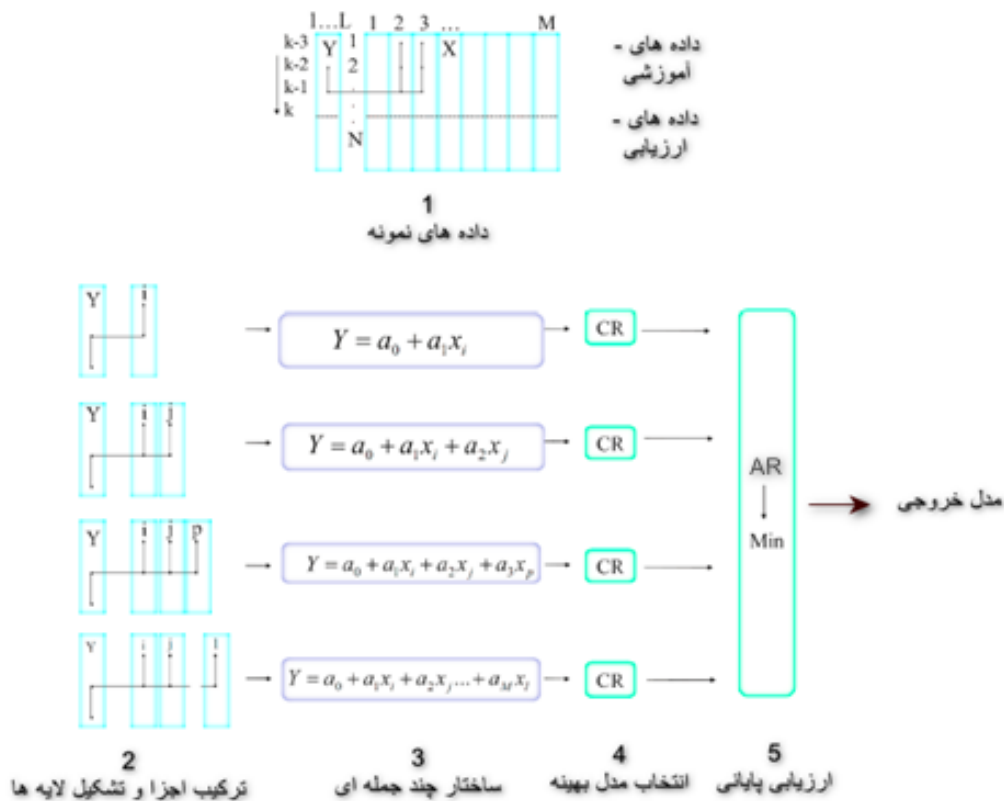 1...L 1 2 3 ... M
k-3 Y 1 X
k-2 2
k-1 .
k .
.
N
داده های -
آموزشی
داده های -
ارزیابی
1
داده های نمونه
Y i
Y = a₀ + a₁xᵢ
CR
Y i j
Y = a₀ + a₁xᵢ + a₂xⱼ
CR
Y i j p
Y = a₀ + a₁xᵢ + a₂xⱼ + a₃xₚ
CR
Y i j l
Y = a₀ + a₁xᵢ + a₂xⱼ... + a_M x_l
CR
AR
Min
مدل خروجی
2
ترکیب اجزا و تشکیل لایه ها
3
ساختار چند جمله ای
4
انتخاب مدل بهینه
5
ارزیابی پایانی